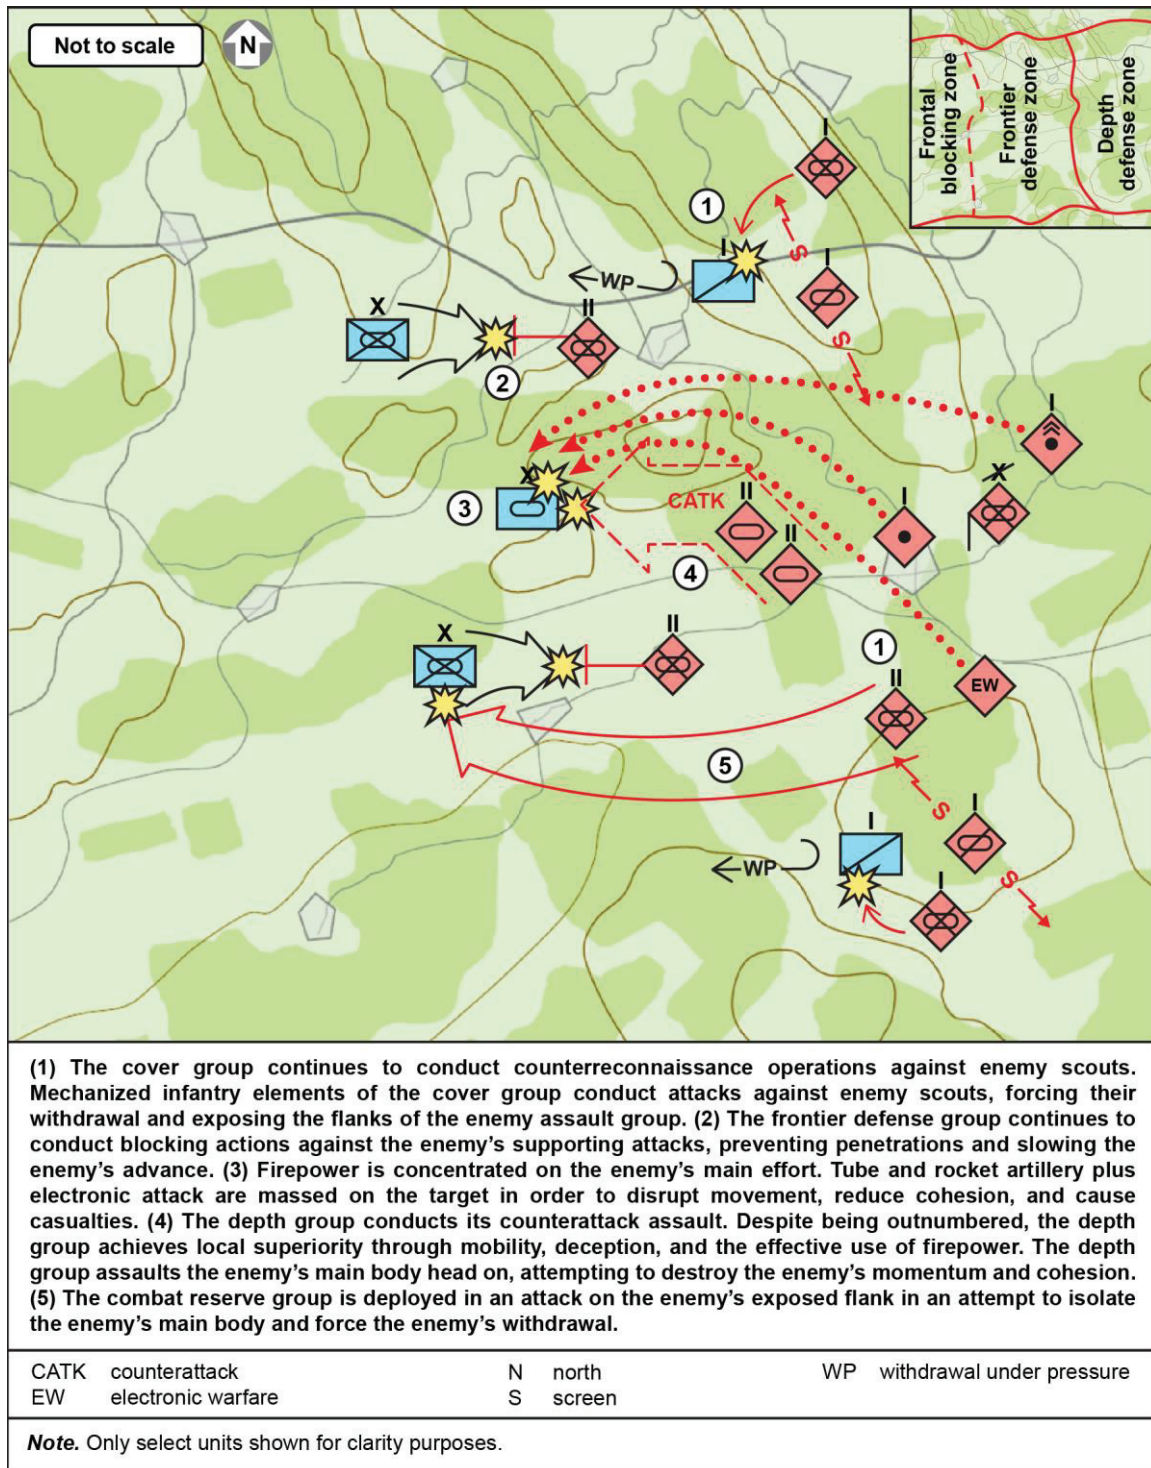 Not to scale
N
Frontal
blocking zone
Frontier
defense zone
Depth
defense zone
I
1
I
S
I
WP
X
II
S
2
I
X
X
3
CATK
II
I
II
4
X
II
1
II
EW
5
S
I
I
WP
S
I
(1) The cover group continues to conduct counterreconnaissance operations against enemy scouts.
Mechanized infantry elements of the cover group conduct attacks against enemy scouts, forcing their
withdrawal and exposing the flanks of the enemy assault group. (2) The frontier defense group continues to
conduct blocking actions against the enemy's supporting attacks, preventing penetrations and slowing the
enemy's advance. (3) Firepower is concentrated on the enemy's main effort. Tube and rocket artillery plus
electronic attack are massed on the target in order to disrupt movement, reduce cohesion, and cause
casualties. (4) The depth group conducts its counterattack assault. Despite being outnumbered, the depth
group achieves local superiority through mobility, deception, and the effective use of firepower. The depth
group assaults the enemy's main body head on, attempting to destroy the enemy's momentum and cohesion.
(5) The combat reserve group is deployed in an attack on the enemy's exposed flank in an attempt to isolate
the enemy's main body and force the enemy's withdrawal.
CATK counterattack N north WP withdrawal under pressure
EW electronic warfare S screen
Note. Only select units shown for clarity purposes.